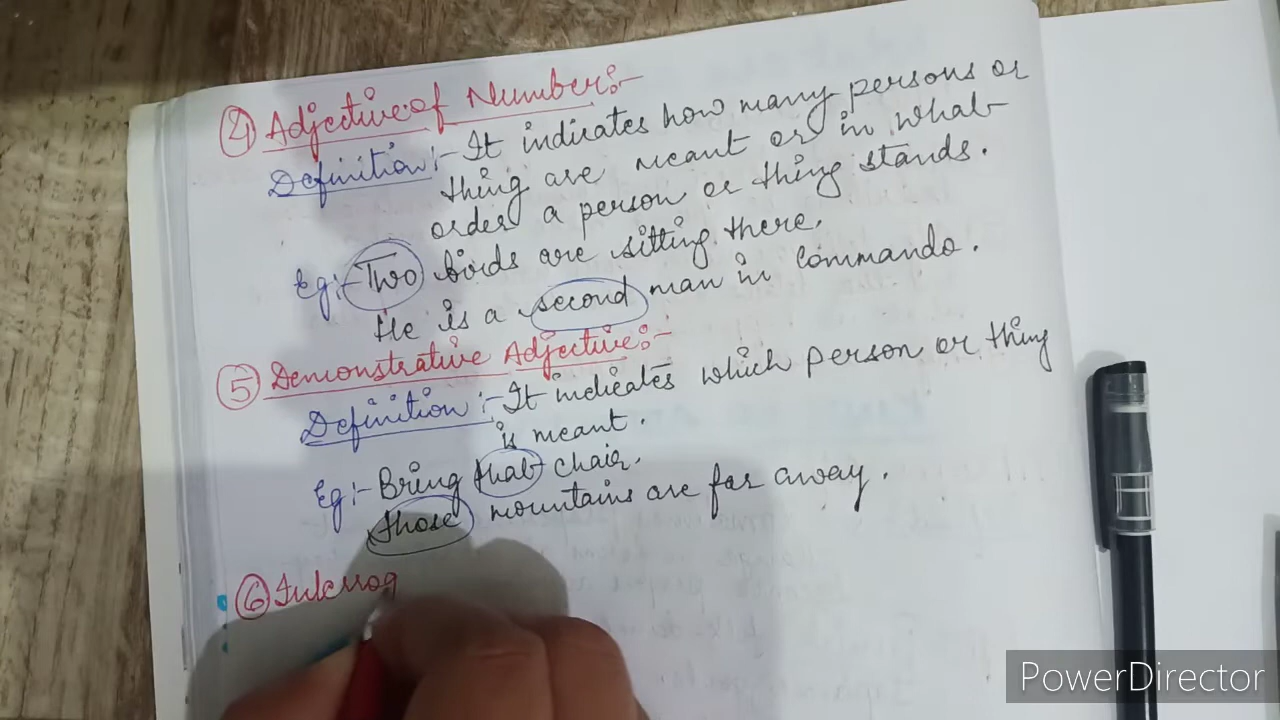 ④ Adjective of Number:-
Definition:- It indicates how many persons or
thing are meant or in what
order a person or thing stands.
Eg:- Two birds are sitting there.
He is a second man in commando.
⑤ Demonstrative Adjective:-
Definition:- It indicates which person or thing
is meant.
Eg:- Bring that chair.
those mountains are far away.
⑥ Interrog
PowerDirector